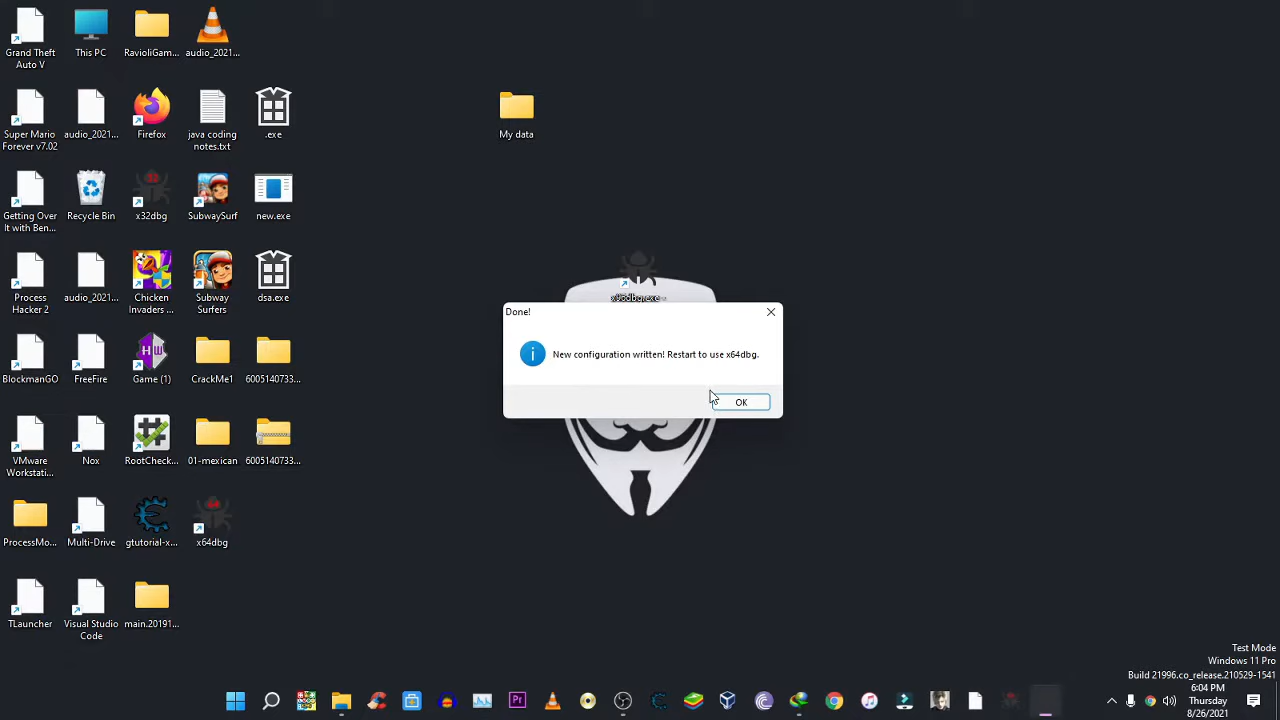 Grand Theft
Auto V
This PC
RavioliGam...
audio_2021...
Super Mario
Forever v7.02
audio_2021...
Firefox
java coding
notes.txt
.exe
My data
Getting Over
It with Ben...
Recycle Bin
x32dbg
SubwaySurf
new.exe
Process
Hacker 2
audio_2021...
Chicken
Invaders ...
Subway
Surfers
dsa.exe
Done!
New configuration written! Restart to use x64dbg.
OK
BlockmanGO
FreeFire
Game (1)
CrackMe1
6005140733...
VMware
Workstati...
Nox
RootCheck...
01-mexican
6005140733...
ProcessMo...
Multi-Drive
gtutorial-x...
x64dbg
TLauncher
Visual Studio
Code
main.20191...
Test Mode
Windows 11 Pro
Build 21996.co_release.210529-1541
6:04 PM
Thursday
8/26/2021